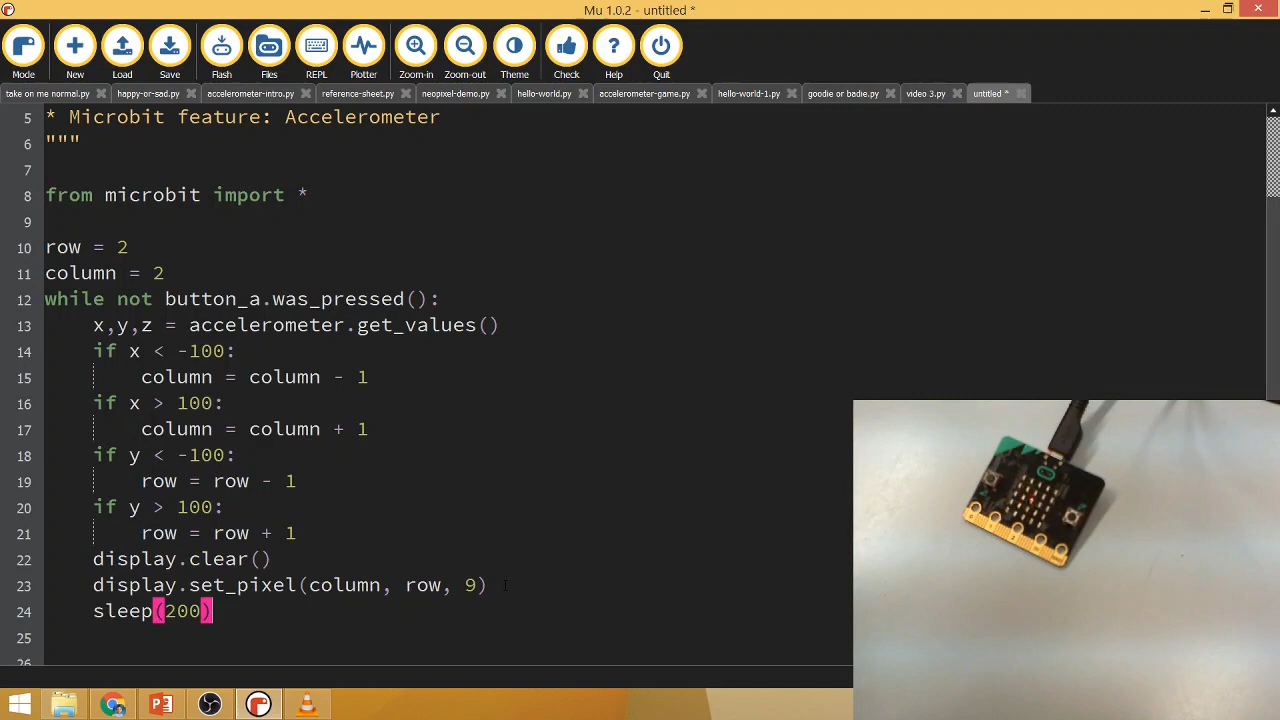 Mu 1.0.2 - untitled *
Mode New Load Save Flash Files REPL Plotter Zoom-in Zoom-out Theme Check Help Quit
take on me normal.py happy-or-sad.py accelerometer-intro.py reference-sheet.py neopixel-demo.py hello-world.py accelerometer-game.py hello-world-1.py goodie or badie.py video 3.py untitled *
5 * Microbit feature: Accelerometer
6 """
7
8 from microbit import *
9
10 row = 2
11 column = 2
12 while not button_a.was_pressed():
13 x,y,z = accelerometer.get_values()
14 if x < -100:
15 column = column - 1
16 if x > 100:
17 column = column + 1
18 if y < -100:
19 row = row - 1
20 if y > 100:
21 row = row + 1
22 display.clear()
23 display.set_pixel(column, row, 9)
24 sleep(200)
25
26